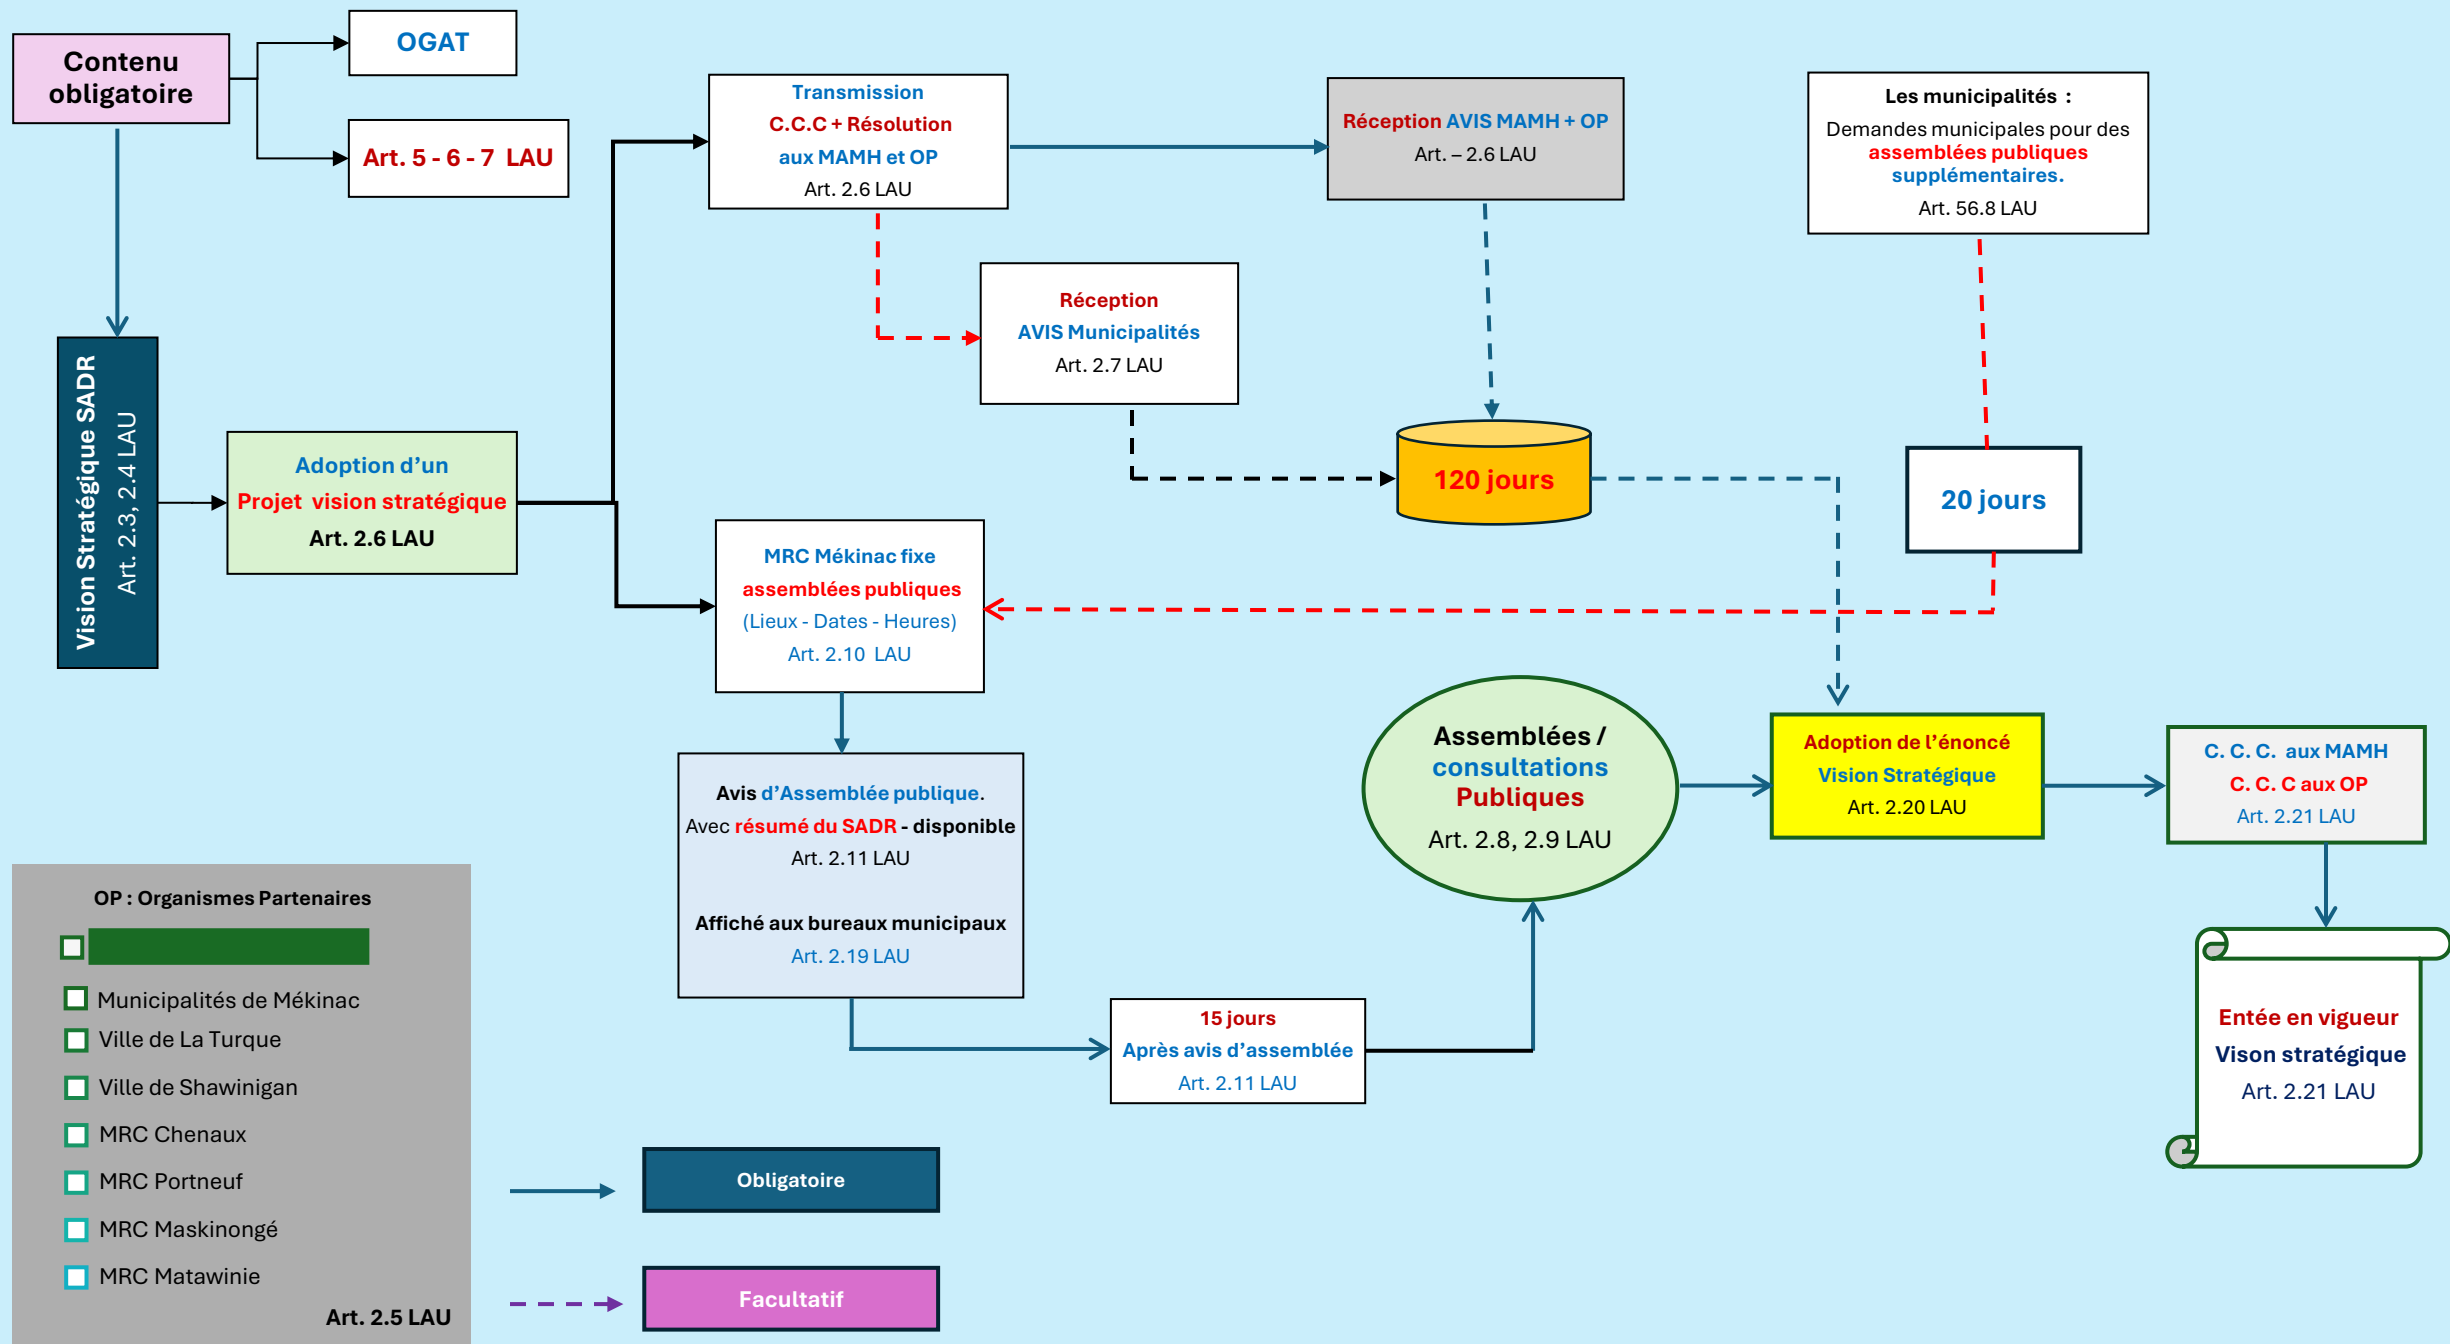 Contenu
obligatoire
OGAT
Art. 5 - 6 - 7 LAU
Vision Stratégique SADR
Art. 2.3, 2.4 LAU
Adoption d’un
Projet vision stratégique
Art. 2.6 LAU
Transmission
C.C.C + Résolution
aux MAMH et OP
Art. 2.6 LAU
Réception AVIS MAMH + OP
Art. – 2.6 LAU
Les municipalités :
Demandes municipales pour des
assemblées publiques
supplémentaires.
Art. 56.8 LAU
Réception
AVIS Municipalités
Art. 2.7 LAU
120 jours
20 jours
MRC Mékinac fixe
assemblées publiques
(Lieux - Dates - Heures)
Art. 2.10 LAU
Avis d’Assemblée publique.
Avec résumé du SADR - disponible
Art. 2.11 LAU
Affiché aux bureaux municipaux
Art. 2.19 LAU
15 jours
Après avis d’assemblée
Art. 2.11 LAU
Assemblées /
consultations
Publiques
Art. 2.8, 2.9 LAU
Adoption de l’énoncé
Vision Stratégique
Art. 2.20 LAU
C. C. C. aux MAMH
C. C. C aux OP
Art. 2.21 LAU
Entée en vigueur
Vison stratégique
Art. 2.21 LAU
OP : Organismes Partenaires
Municipalités de Mékinac
Ville de La Turque
Ville de Shawinigan
MRC Chenaux
MRC Portneuf
MRC Maskinongé
MRC Matawinie
Art. 2.5 LAU
Obligatoire
Facultatif